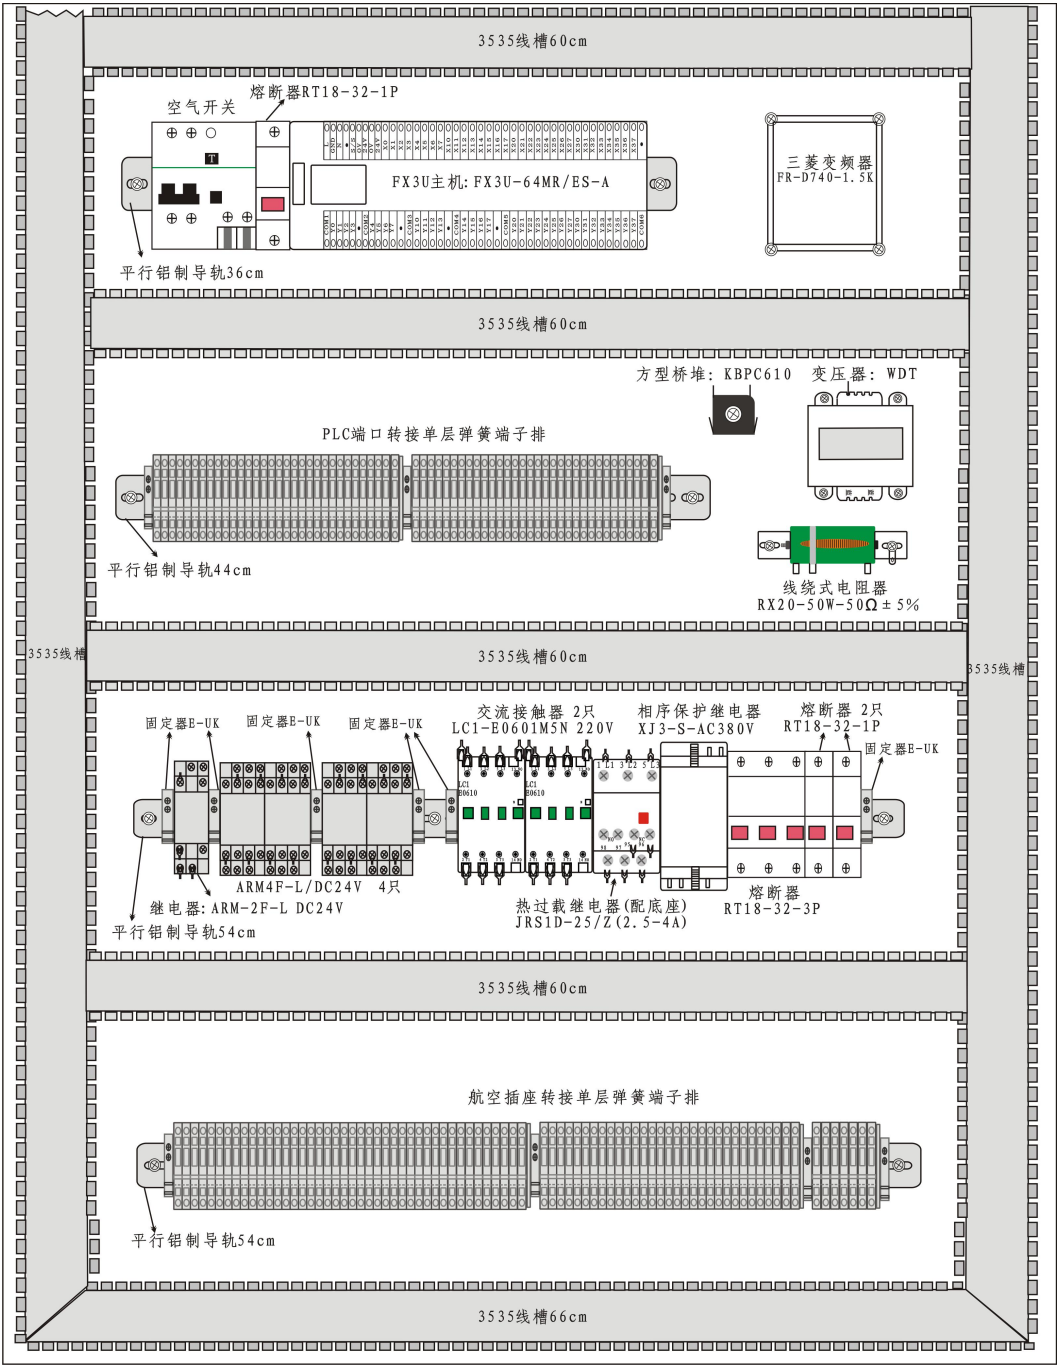 3535线槽60cm
空气开关
熔断器RT18-32-1P
T
FX3U主机:FX3U-64MR/ES-A
三菱变频器
FR-D740-1.5K
平行铝制导轨36cm
3535线槽60cm
方型桥堆: KBPC610
变压器: WDT
PLC端口转接单层弹簧端子排
平行铝制导轨44cm
线绕式电阻器
RX20-50W-50Ω±5%
3535线槽
3535线槽60cm
3535线槽
固定器E-UK
固定器E-UK
固定器E-UK
交流接触器 2只
LC1-E0601M5N 220V
相序保护继电器
XJ3-S-AC380V
熔断器 2只
RT18-32-1P
固定器E-UK
LC1
E0610
LC1
E0610
1 L1 3 L2 5 L3
ARM4F-L/DC24V 4只
继电器:ARM-2F-L DC24V
平行铝制导轨54cm
热过载继电器(配底座)
JRS1D-25/Z(2.5-4A)
熔断器
RT18-32-3P
3535线槽60cm
航空插座转接单层弹簧端子排
平行铝制导轨54cm
3535线槽66cm